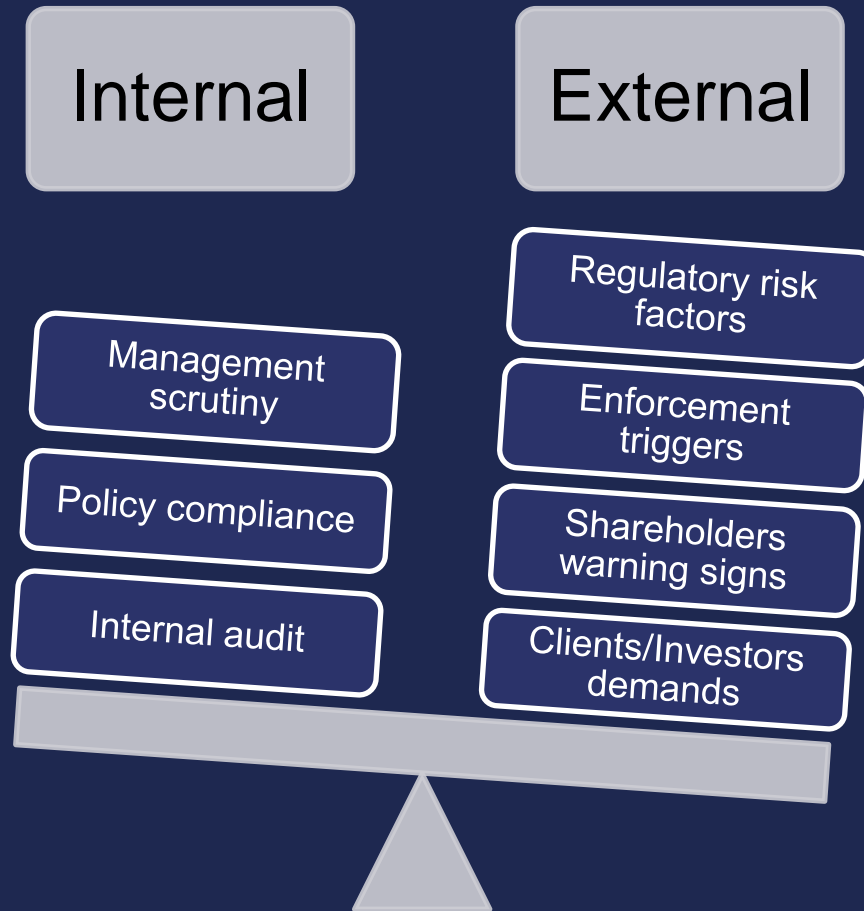 Internal
External
Management
scrutiny
Policy compliance
Internal audit
Regulatory risk
factors
Enforcement
triggers
Shareholders
warning signs
Clients/Investors
demands